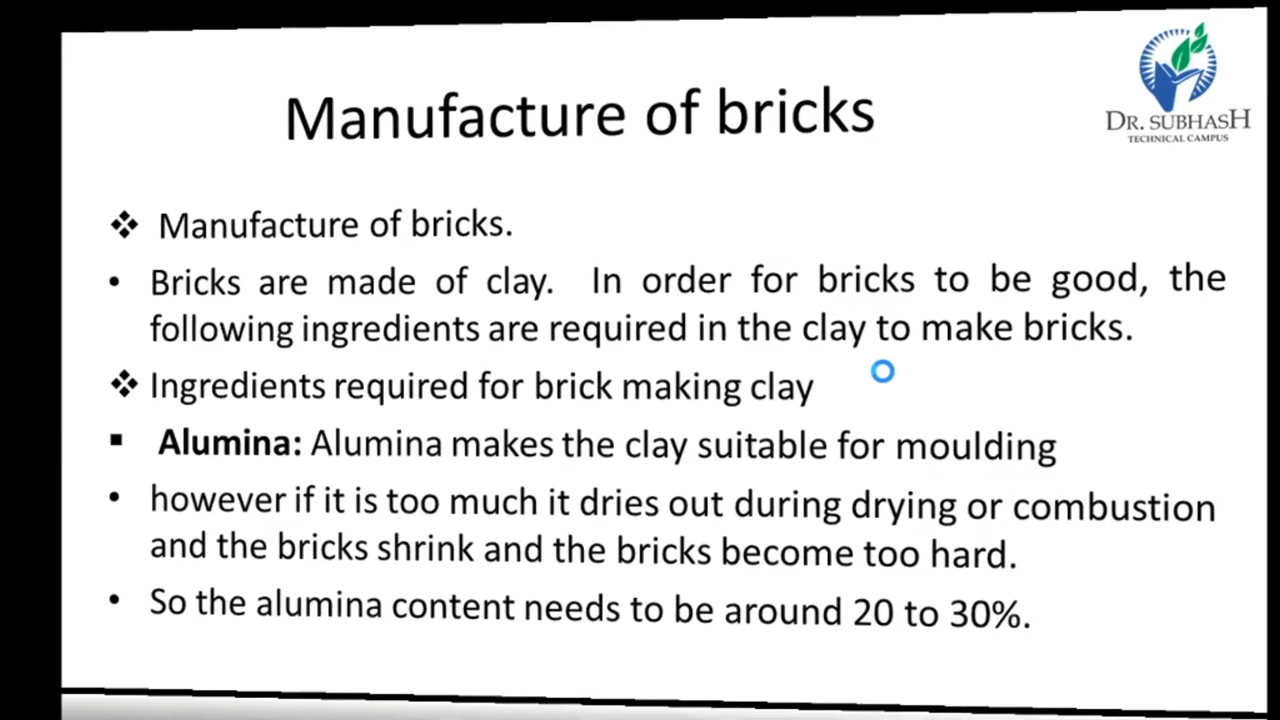 DR. SUBHASH
TECHNICAL CAMPUS
Manufacture of bricks
❖ Manufacture of bricks.
• Bricks are made of clay. In order for bricks to be good, the
following ingredients are required in the clay to make bricks.
❖ Ingredients required for brick making clay
▪ Alumina: Alumina makes the clay suitable for moulding
• however if it is too much it dries out during drying or combustion
and the bricks shrink and the bricks become too hard.
• So the alumina content needs to be around 20 to 30%.